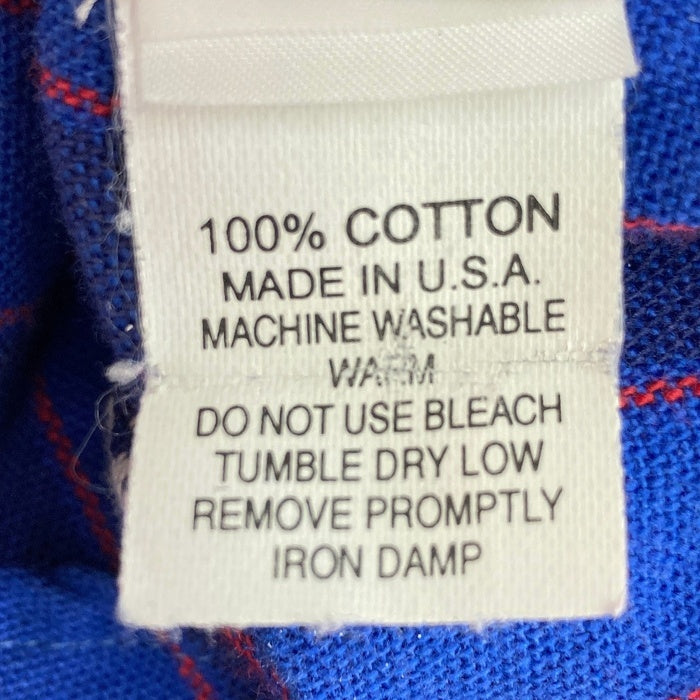 100% COTTON
MADE IN U.S.A.
MACHINE WASHABLE
WARM
DO NOT USE BLEACH
TUMBLE DRY LOW
REMOVE PROMPTLY
IRON DAMP